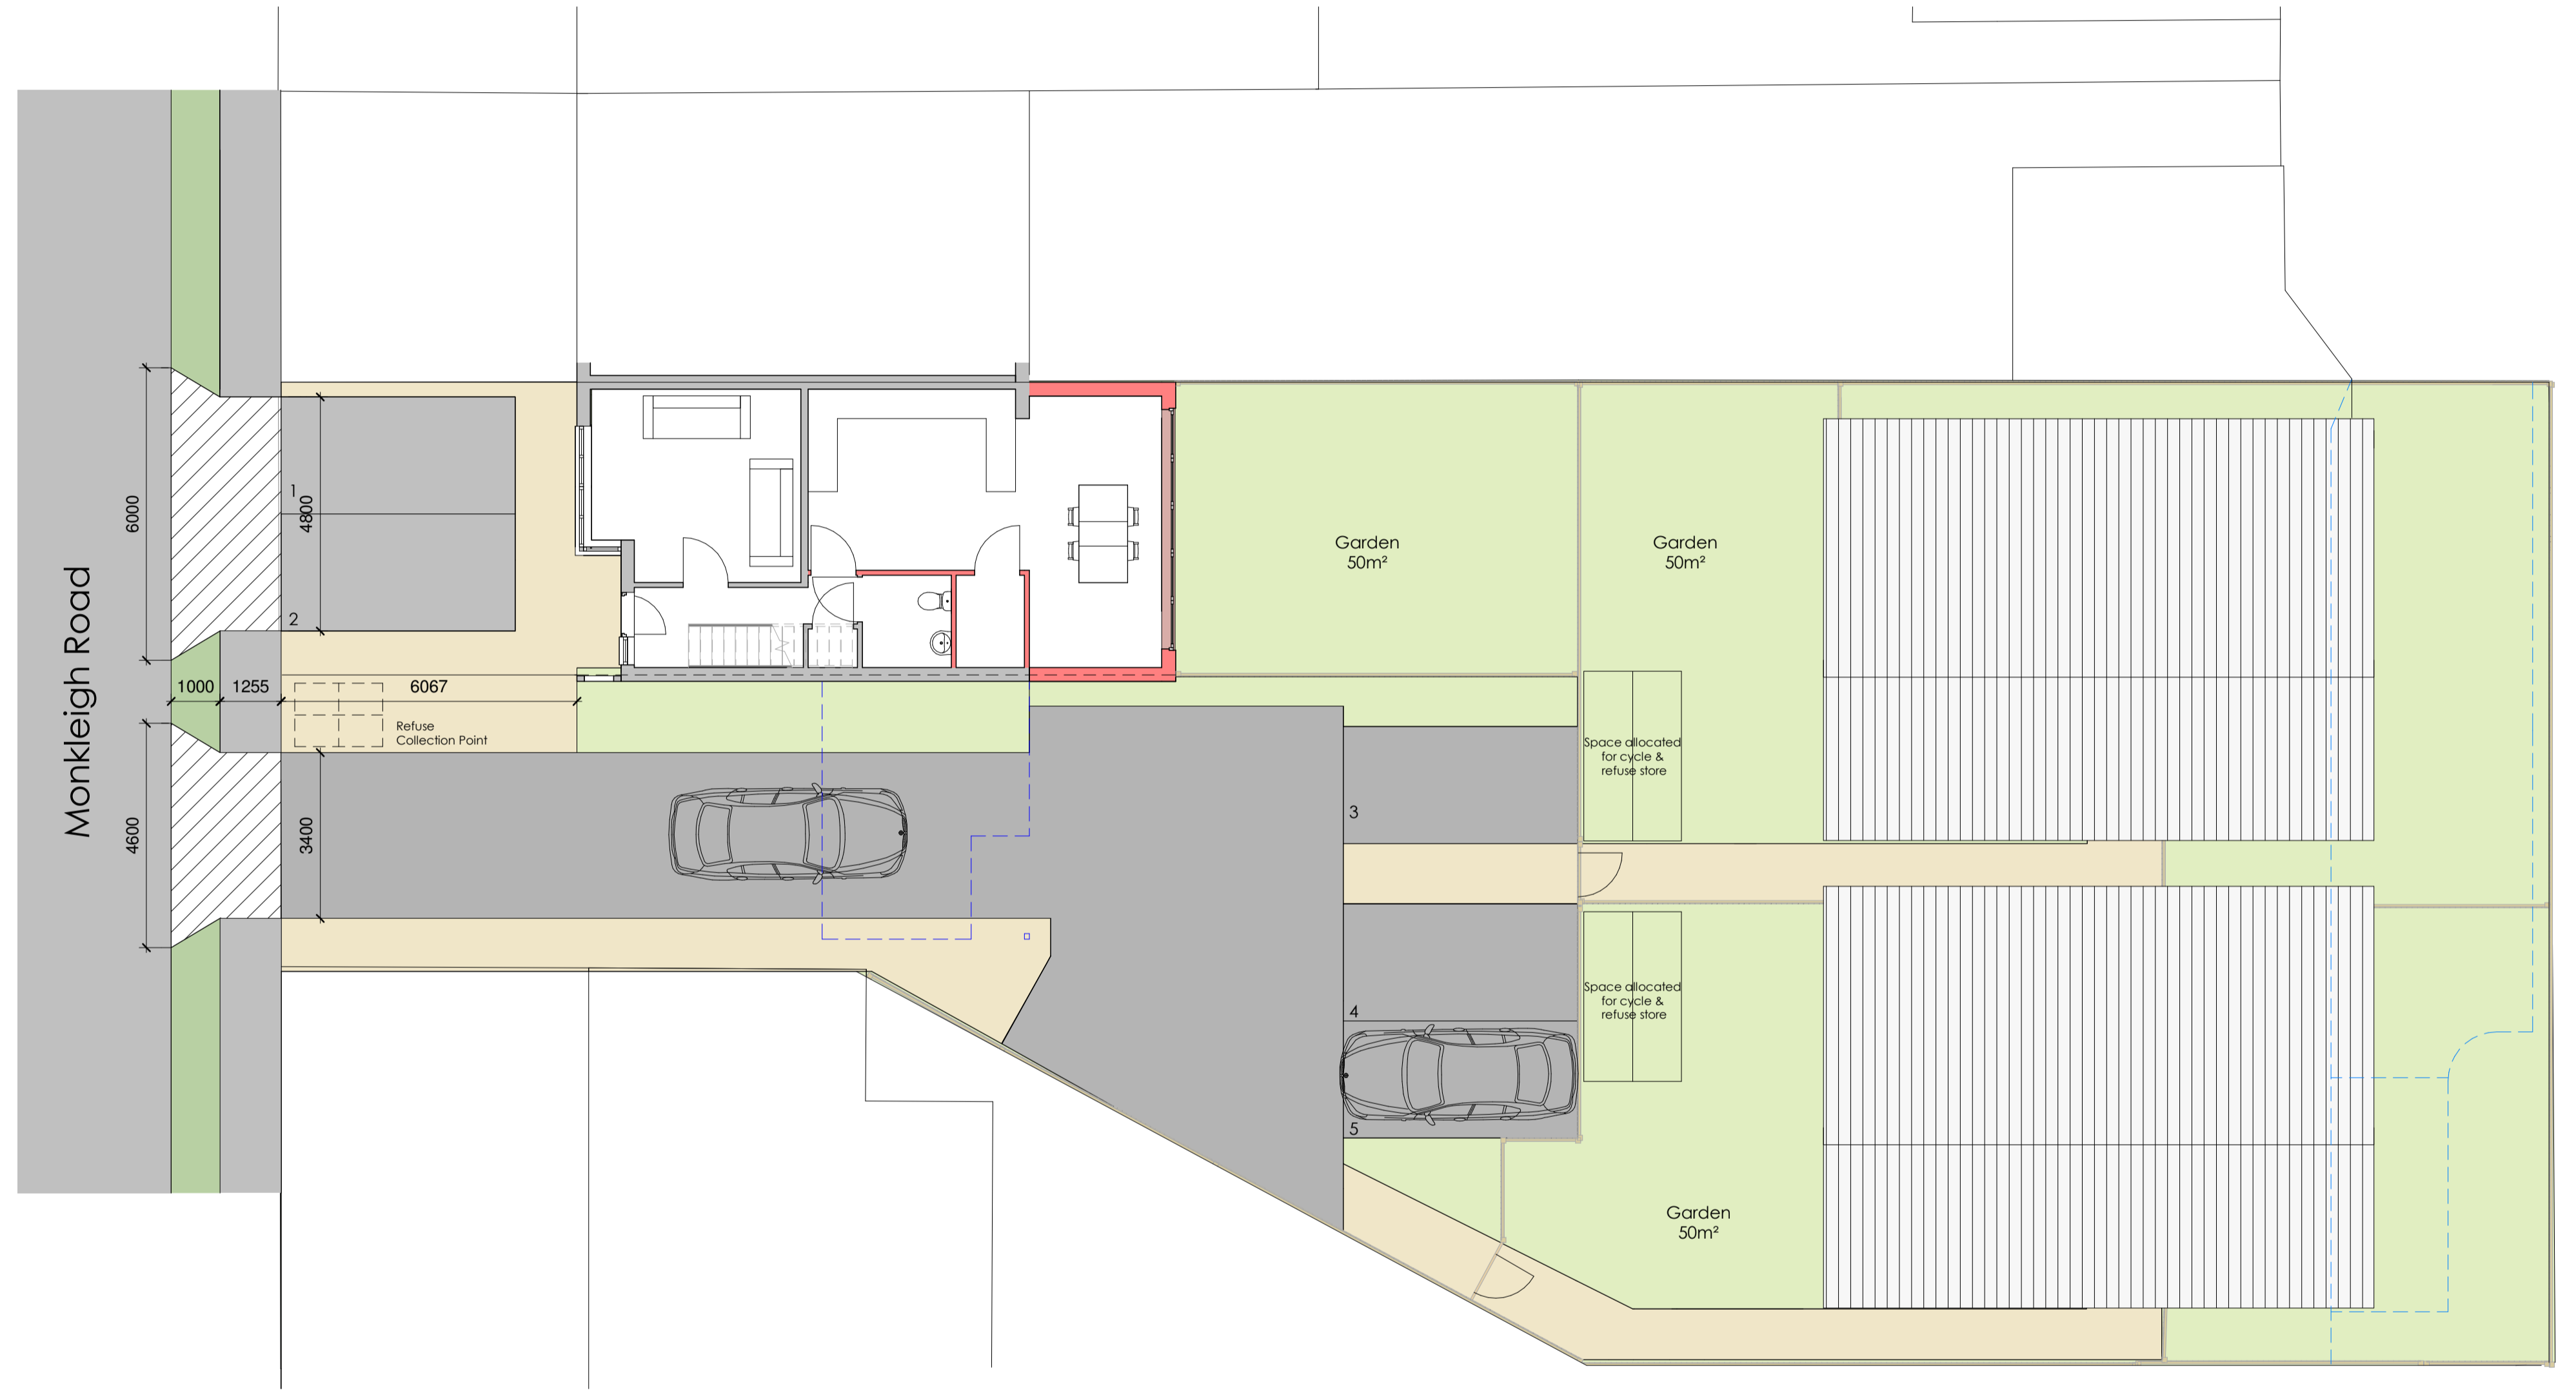 Monkleigh Road
6000
4600
1000
1255
6067
1
4800
2
3400
Refuse
Collection Point
Garden
50m²
Garden
50m²
Space allocated
for cycle &
refuse store
3
4
5
Space allocated
for cycle &
refuse store
Garden
50m²